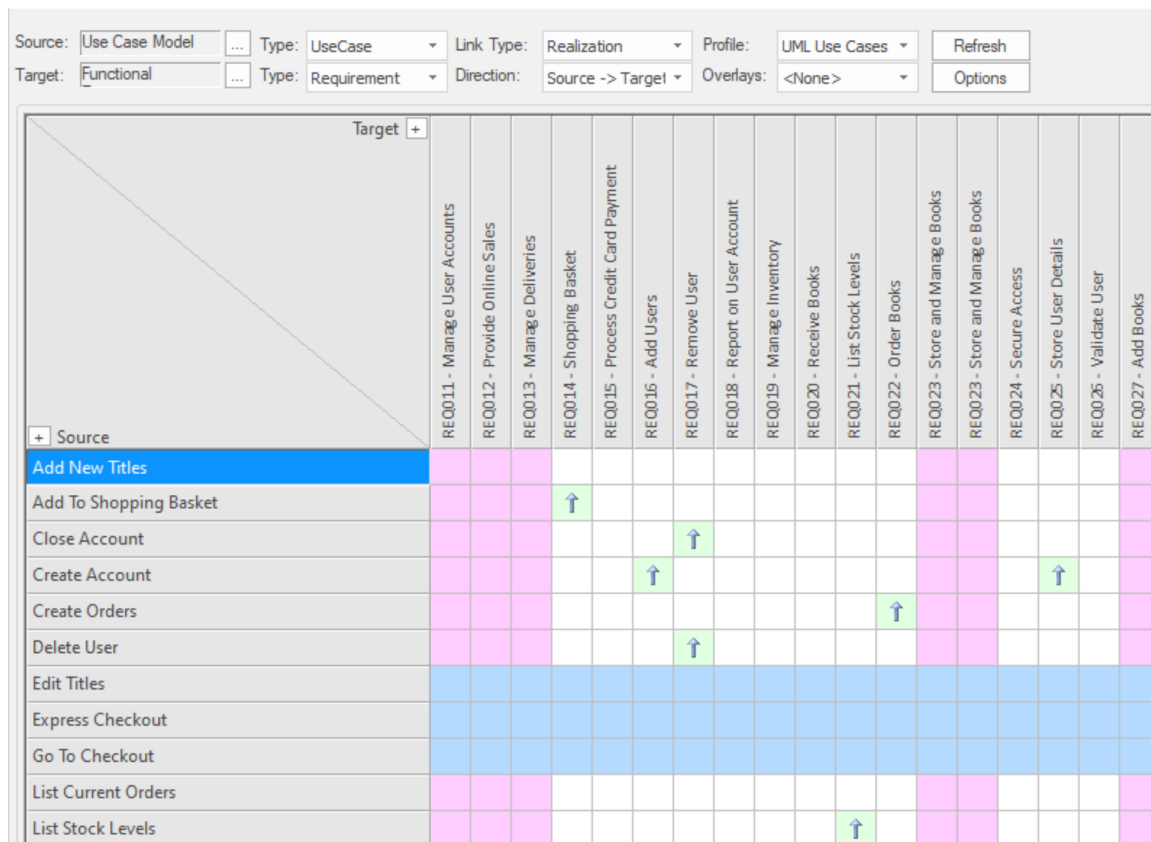 Source: Use Case Model ... Type: UseCase Link Type: Realization Profile: UML Use Cases Refresh
Target: Functional ... Type: Requirement Direction: Source -> Target Overlays: <None> Options
Target +
+ Source
REQ011 - Manage User Accounts
REQ012 - Provide Online Sales
REQ013 - Manage Deliveries
REQ014 - Shopping Basket
REQ015 - Process Credit Card Payment
REQ016 - Add Users
REQ017 - Remove User
REQ018 - Report on User Account
REQ019 - Manage Inventory
REQ020 - Receive Books
REQ021 - List Stock Levels
REQ022 - Order Books
REQ023 - Store and Manage Books
REQ023 - Store and Manage Books
REQ024 - Secure Access
REQ025 - Store User Details
REQ026 - Validate User
REQ027 - Add Books
Add New Titles
Add To Shopping Basket
Close Account
Create Account
Create Orders
Delete User
Edit Titles
Express Checkout
Go To Checkout
List Current Orders
List Stock Levels